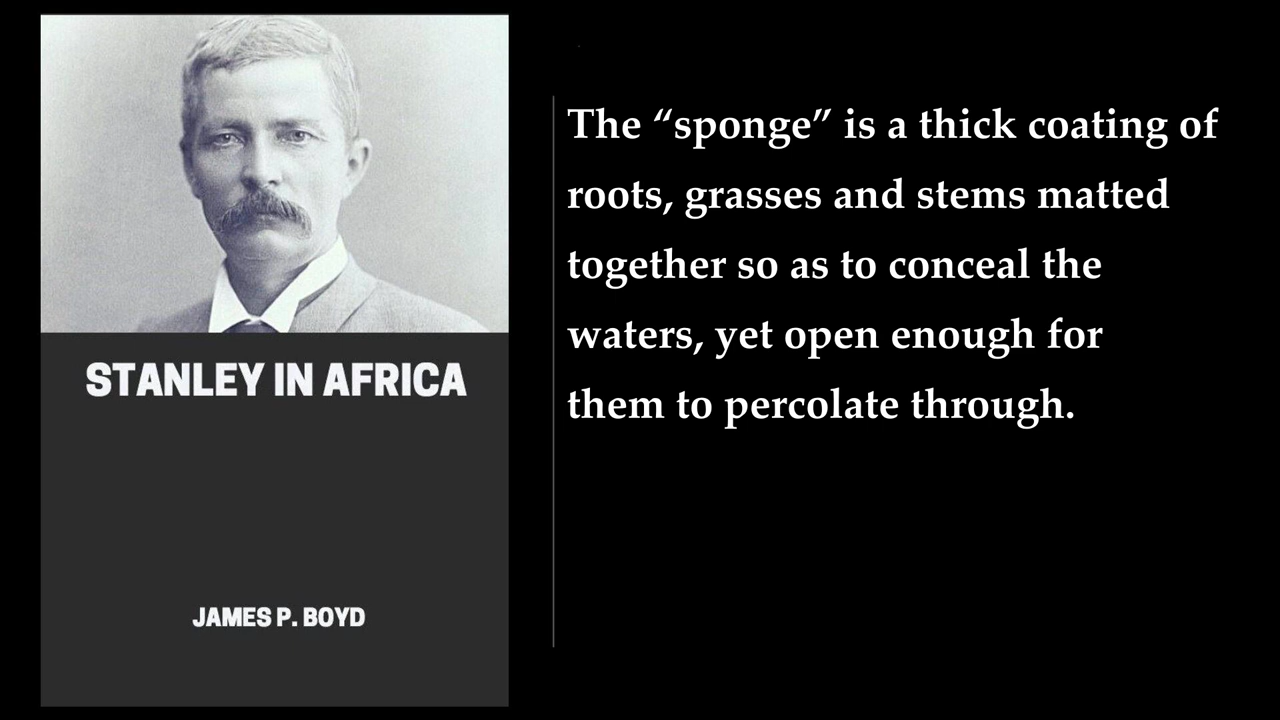 STANLEY IN AFRICA
JAMES P. BOYD
The “sponge” is a thick coating of
roots, grasses and stems matted
together so as to conceal the
waters, yet open enough for
them to percolate through.